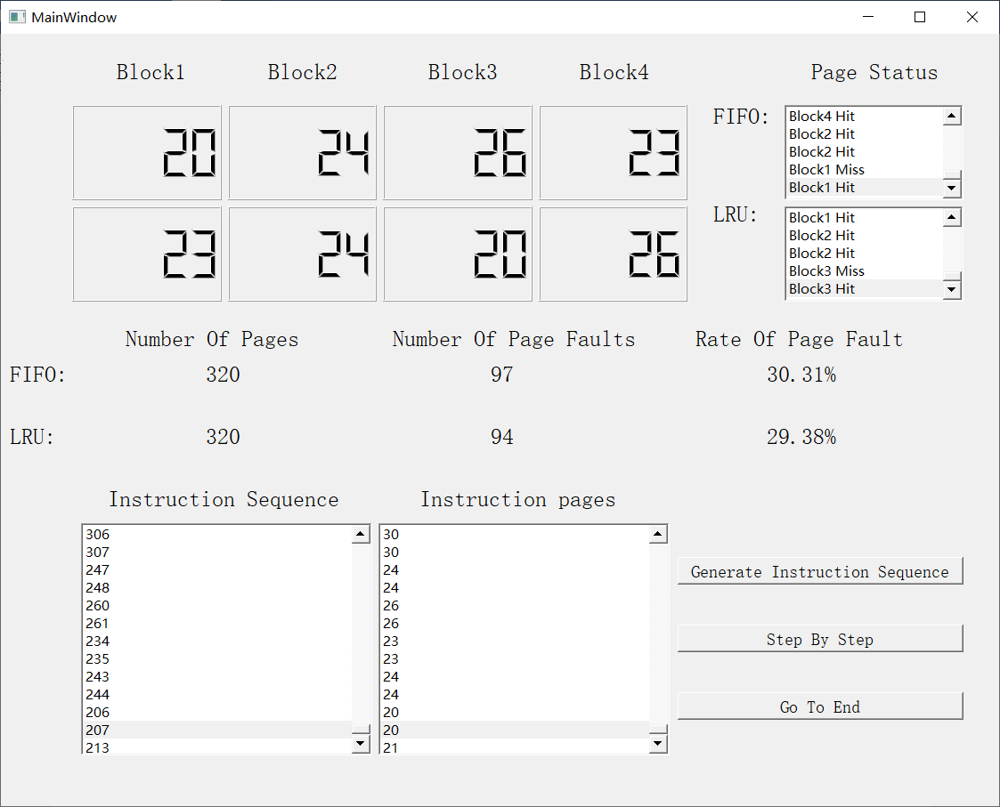 MainWindow
Block1 Block2 Block3 Block4 Page Status
20 24 26 23
FIFO:
Block4 Hit
Block2 Hit
Block2 Hit
Block1 Miss
Block1 Hit
23 24 20 26
LRU:
Block1 Hit
Block2 Hit
Block2 Hit
Block3 Miss
Block3 Hit
Number Of Pages Number Of Page Faults Rate Of Page Fault
FIFO: 320 97 30.31%
LRU: 320 94 29.38%
Instruction Sequence Instruction pages
306 30
307 30
247 24
248 24
260 26
261 26
234 23
235 23
243 24
244 24
206 20
207 20
213 21
Generate Instruction Sequence
Step By Step
Go To End